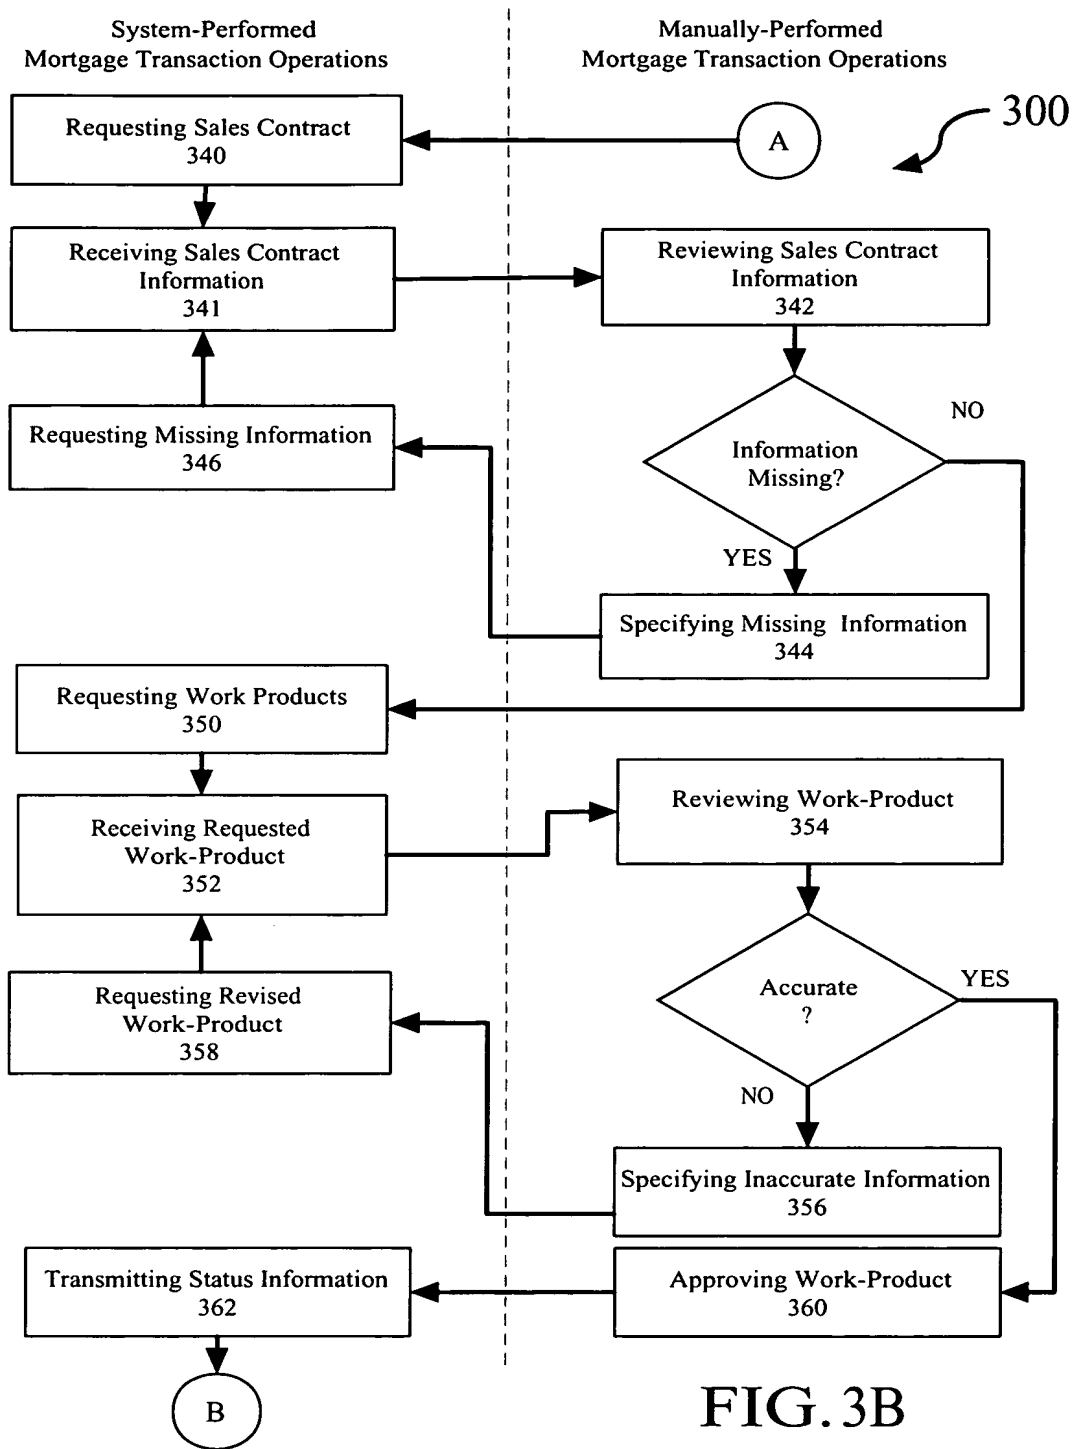 System-Performed
Mortgage Transaction Operations
Manually-Performed
Mortgage Transaction Operations
Requesting Sales Contract
340
A
300
Receiving Sales Contract
Information
341
Reviewing Sales Contract
Information
342
Requesting Missing Information
346
Information
Missing?
NO
YES
Specifying Missing Information
344
Requesting Work Products
350
Receiving Requested
Work-Product
352
Reviewing Work-Product
354
Requesting Revised
Work-Product
358
Accurate
?
YES
NO
Specifying Inaccurate Information
356
Transmitting Status Information
362
Approving Work-Product
360
B
FIG. 3B